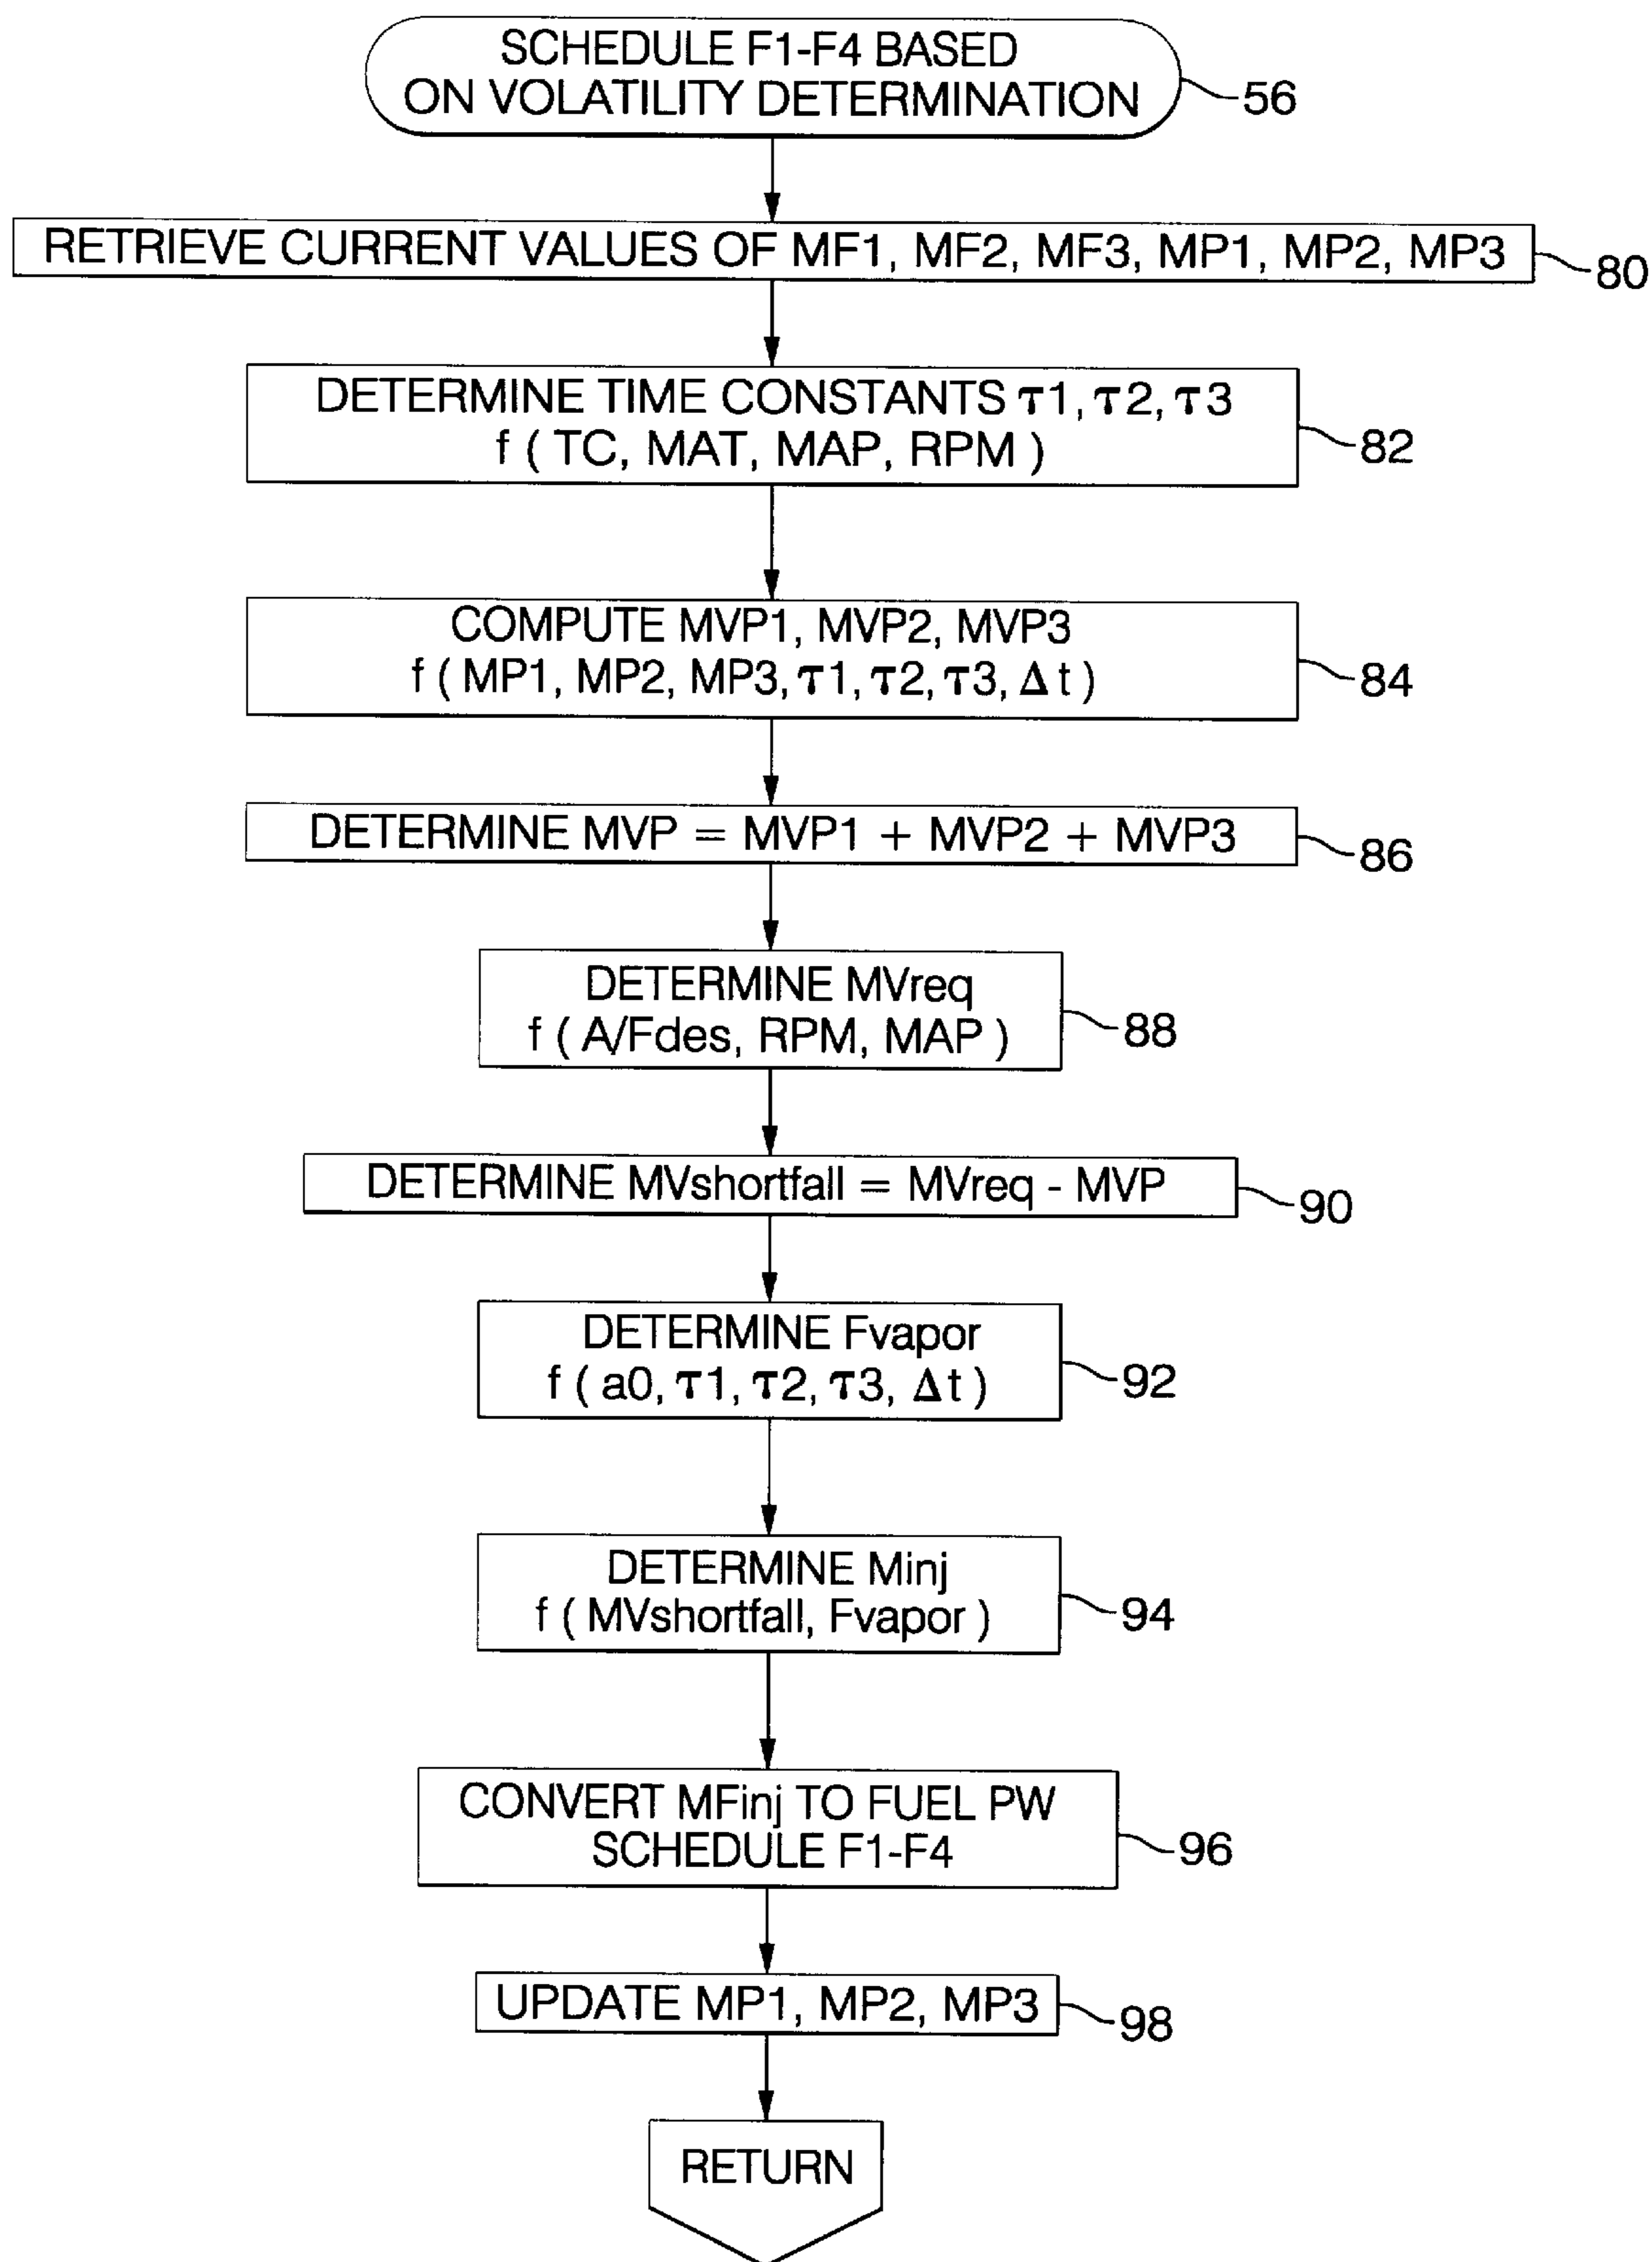 SCHEDULE F1-F4 BASED
ON VOLATILITY DETERMINATION
56
RETRIEVE CURRENT VALUES OF MF1, MF2, MF3, MP1, MP2, MP3
80
DETERMINE TIME CONSTANTS τ1, τ2, τ3
f ( TC, MAT, MAP, RPM )
82
COMPUTE MVP1, MVP2, MVP3
f ( MP1, MP2, MP3, τ1, τ2, τ3, Δt )
84
DETERMINE MVP = MVP1 + MVP2 + MVP3
86
DETERMINE MVreq
f ( A/Fdes, RPM, MAP )
88
DETERMINE MVshortfall = MVreq - MVP
90
DETERMINE Fvapor
f ( a0, τ1, τ2, τ3, Δt )
92
DETERMINE Minj
f ( MVshortfall, Fvapor )
94
CONVERT MFinj TO FUEL PW
SCHEDULE F1-F4
96
UPDATE MP1, MP2, MP3
98
RETURN